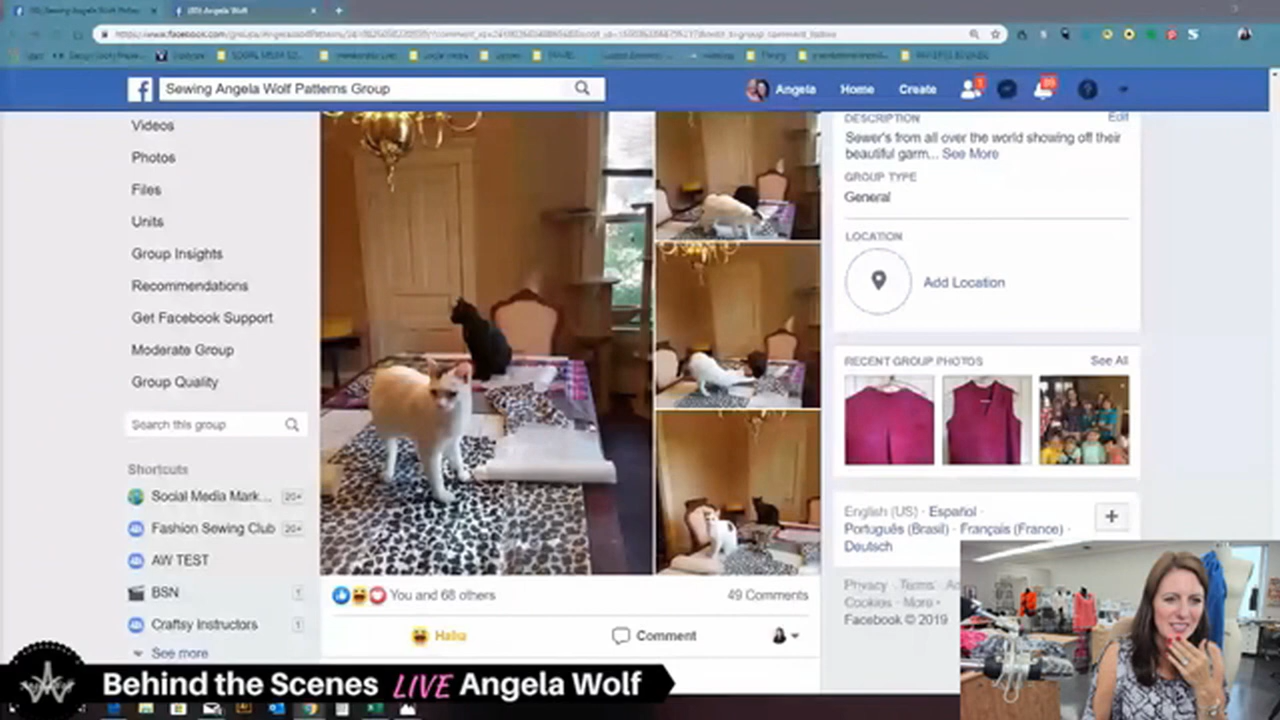 Angela Wolf
Sewing Angela Wolf Patterns Group
Angela
Home
Create
Videos
Photos
Files
Units
Group Insights
Recommendations
Get Facebook Support
Moderate Group
Group Quality
Search this group
Shortcuts
Social Media Mark... 20+
Fashion Sewing Club 20+
AW TEST
BSN 1
Craftsy Instructors 1
See more
You and 68 others
49 Comments
Haha
Comment
DESCRIPTION
Edit
Sewer's from all over the world showing off their
beautiful garm... See More
GROUP TYPE
General
LOCATION
Add Location
RECENT GROUP PHOTOS
See All
English (US) · Español ·
Português (Brasil) · Français (France) ·
Deutsch
Privacy · Terms
Cookies · More
Facebook © 2019
Behind the Scenes LIVE Angela Wolf